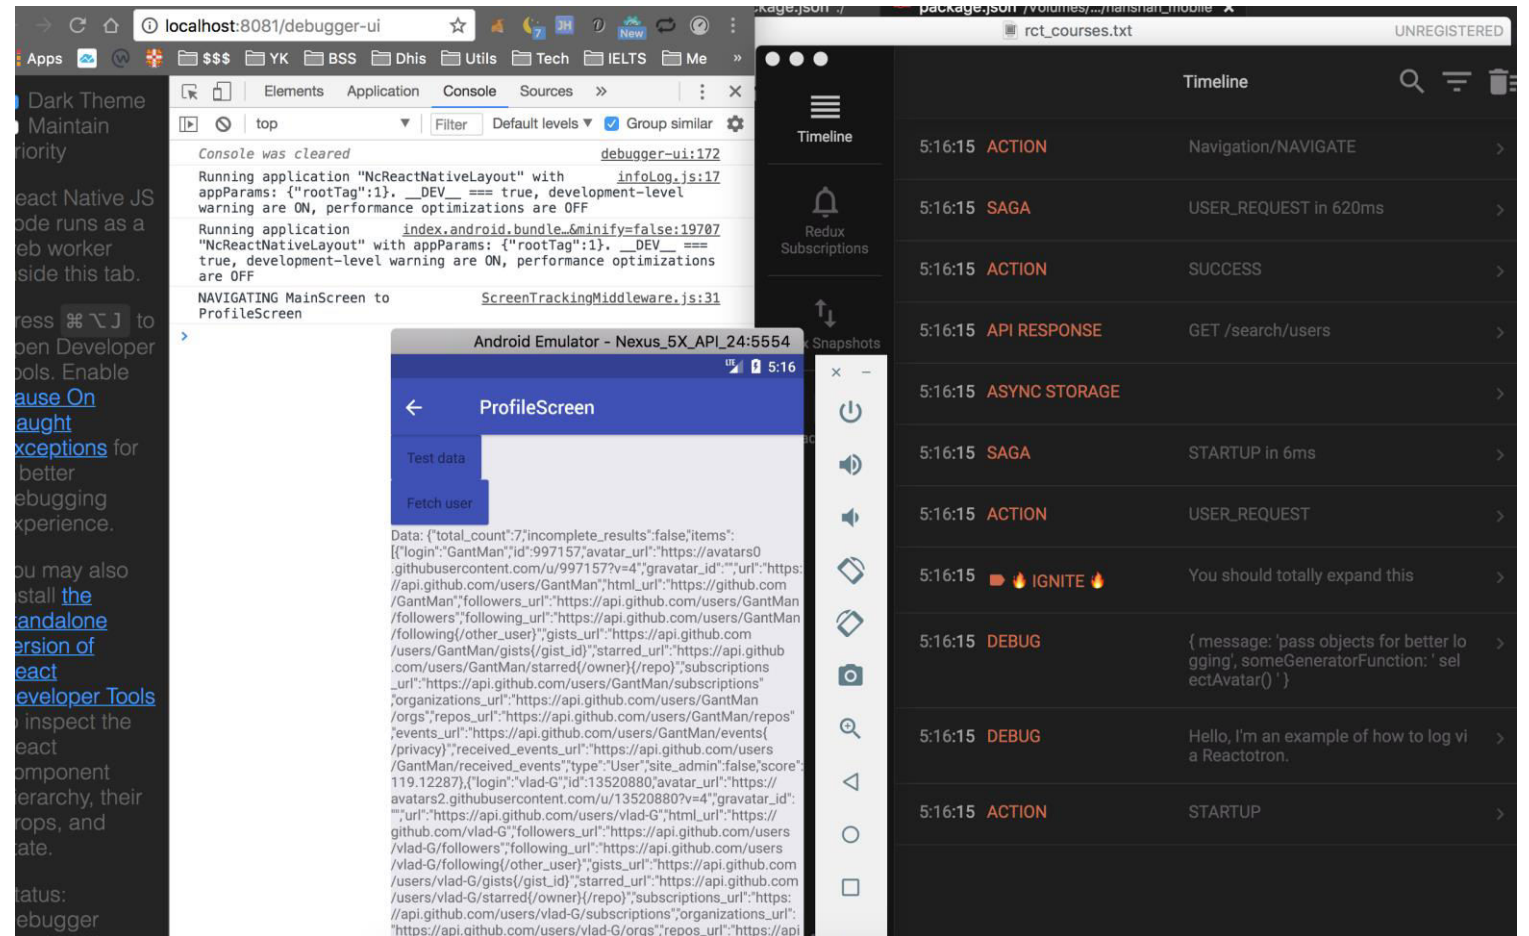 kage.json ./
package.json /Volumes/.../nanshan_mobile ×
localhost:8081/debugger-ui
7
JH
New
Apps
$$$
YK
BSS
Dhis
Utils
Tech
IELTS
Me
»
rct_courses.txt
UNREGISTERED
Dark Theme
Maintain
riority
eact Native JS
ode runs as a
eb worker
side this tab.
ress ⌘⌥J to
pen Developer
ools. Enable
ause On
aught
xceptions for
better
ebugging
xperience.
ou may also
stall the
andalone
ersion of
eact
eveloper Tools
inspect the
eact
omponent
ierarchy, their
rops, and
ate.
tatus:
ebugger
Elements
Application
Console
Sources
»
top
Filter
Default levels ▼
Group similar
Console was cleared
debugger-ui:172
Running application "NcReactNativeLayout" with infoLog.js:17
appParams: {"rootTag":1}. __DEV__ === true, development-level
warning are ON, performance optimizations are OFF
Running application index.android.bundle…&minify=false:19707
"NcReactNativeLayout" with appParams: {"rootTag":1}. __DEV__ ===
true, development-level warning are ON, performance optimizations
are OFF
NAVIGATING MainScreen to ScreenTrackingMiddleware.js:31
ProfileScreen
>
Android Emulator - Nexus_5X_API_24:5554
LTE
5:16
ProfileScreen
Test data
Fetch user
Data: {"total_count":7,"incomplete_results":false,"items":
[{"login":"GantMan","id":997157,"avatar_url":"https://avatars0
.githubusercontent.com/u/997157?v=4","gravatar_id":"","url":"https:
//api.github.com/users/GantMan","html_url":"https://github.com
/GantMan","followers_url":"https://api.github.com/users/GantMan
/followers","following_url":"https://api.github.com/users/GantMan
/following{/other_user}","gists_url":"https://api.github.com
/users/GantMan/gists{/gist_id}","starred_url":"https://api.github
.com/users/GantMan/starred{/owner}{/repo}","subscriptions
_url":"https://api.github.com/users/GantMan/subscriptions"
,"organizations_url":"https://api.github.com/users/GantMan
/orgs","repos_url":"https://api.github.com/users/GantMan/repos"
,"events_url":"https://api.github.com/users/GantMan/events{
/privacy}","received_events_url":"https://api.github.com/users
/GantMan/received_events","type":"User","site_admin":false,"score":
119.12287},{"login":"vlad-G","id":13520880,"avatar_url":"https://
avatars2.githubusercontent.com/u/13520880?v=4","gravatar_id":
"","url":"https://api.github.com/users/vlad-G","html_url":"https://
github.com/vlad-G","followers_url":"https://api.github.com/users
/vlad-G/followers","following_url":"https://api.github.com/users
/vlad-G/following{/other_user}","gists_url":"https://api.github.com
/users/vlad-G/gists{/gist_id}","starred_url":"https://api.github.com
/users/vlad-G/starred{/owner}{/repo}","subscriptions_url":"https:
//api.github.com/users/vlad-G/subscriptions","organizations_url":
"https://api.github.com/users/vlad-G/orgs","repos_url":"https://api
Timeline
Redux
Subscriptions
x Snapshots
Timeline
5:16:15 ACTION Navigation/NAVIGATE
5:16:15 SAGA USER_REQUEST in 620ms
5:16:15 ACTION SUCCESS
5:16:15 API RESPONSE GET /search/users
5:16:15 ASYNC STORAGE
5:16:15 SAGA STARTUP in 6ms
5:16:15 ACTION USER_REQUEST
5:16:15 🔥 IGNITE 🔥 You should totally expand this
5:16:15 DEBUG { message: 'pass objects for better lo
gging', someGeneratorFunction: ' sel
ectAvatar() ' }
5:16:15 DEBUG Hello, I'm an example of how to log vi
a Reactotron.
5:16:15 ACTION STARTUP